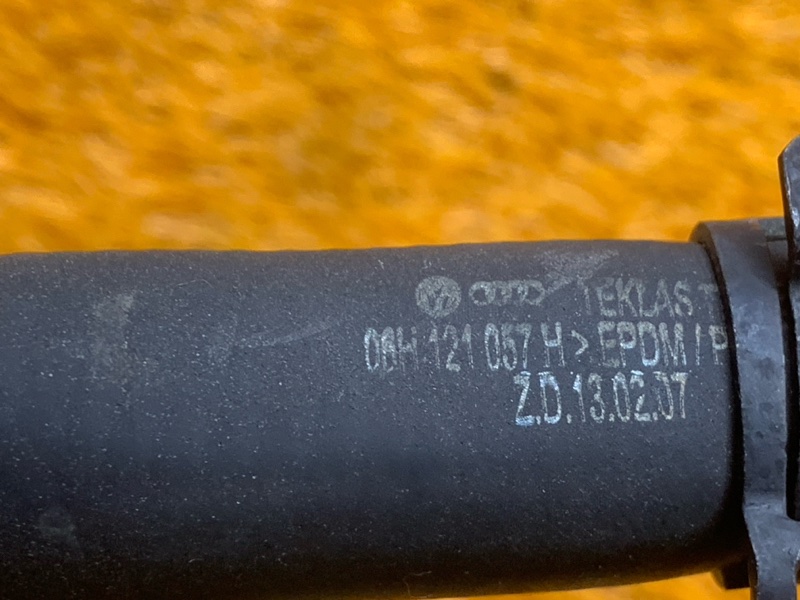 TEKLAS
06H 121 057 H > EPDM / P
Z.D.13.02.07